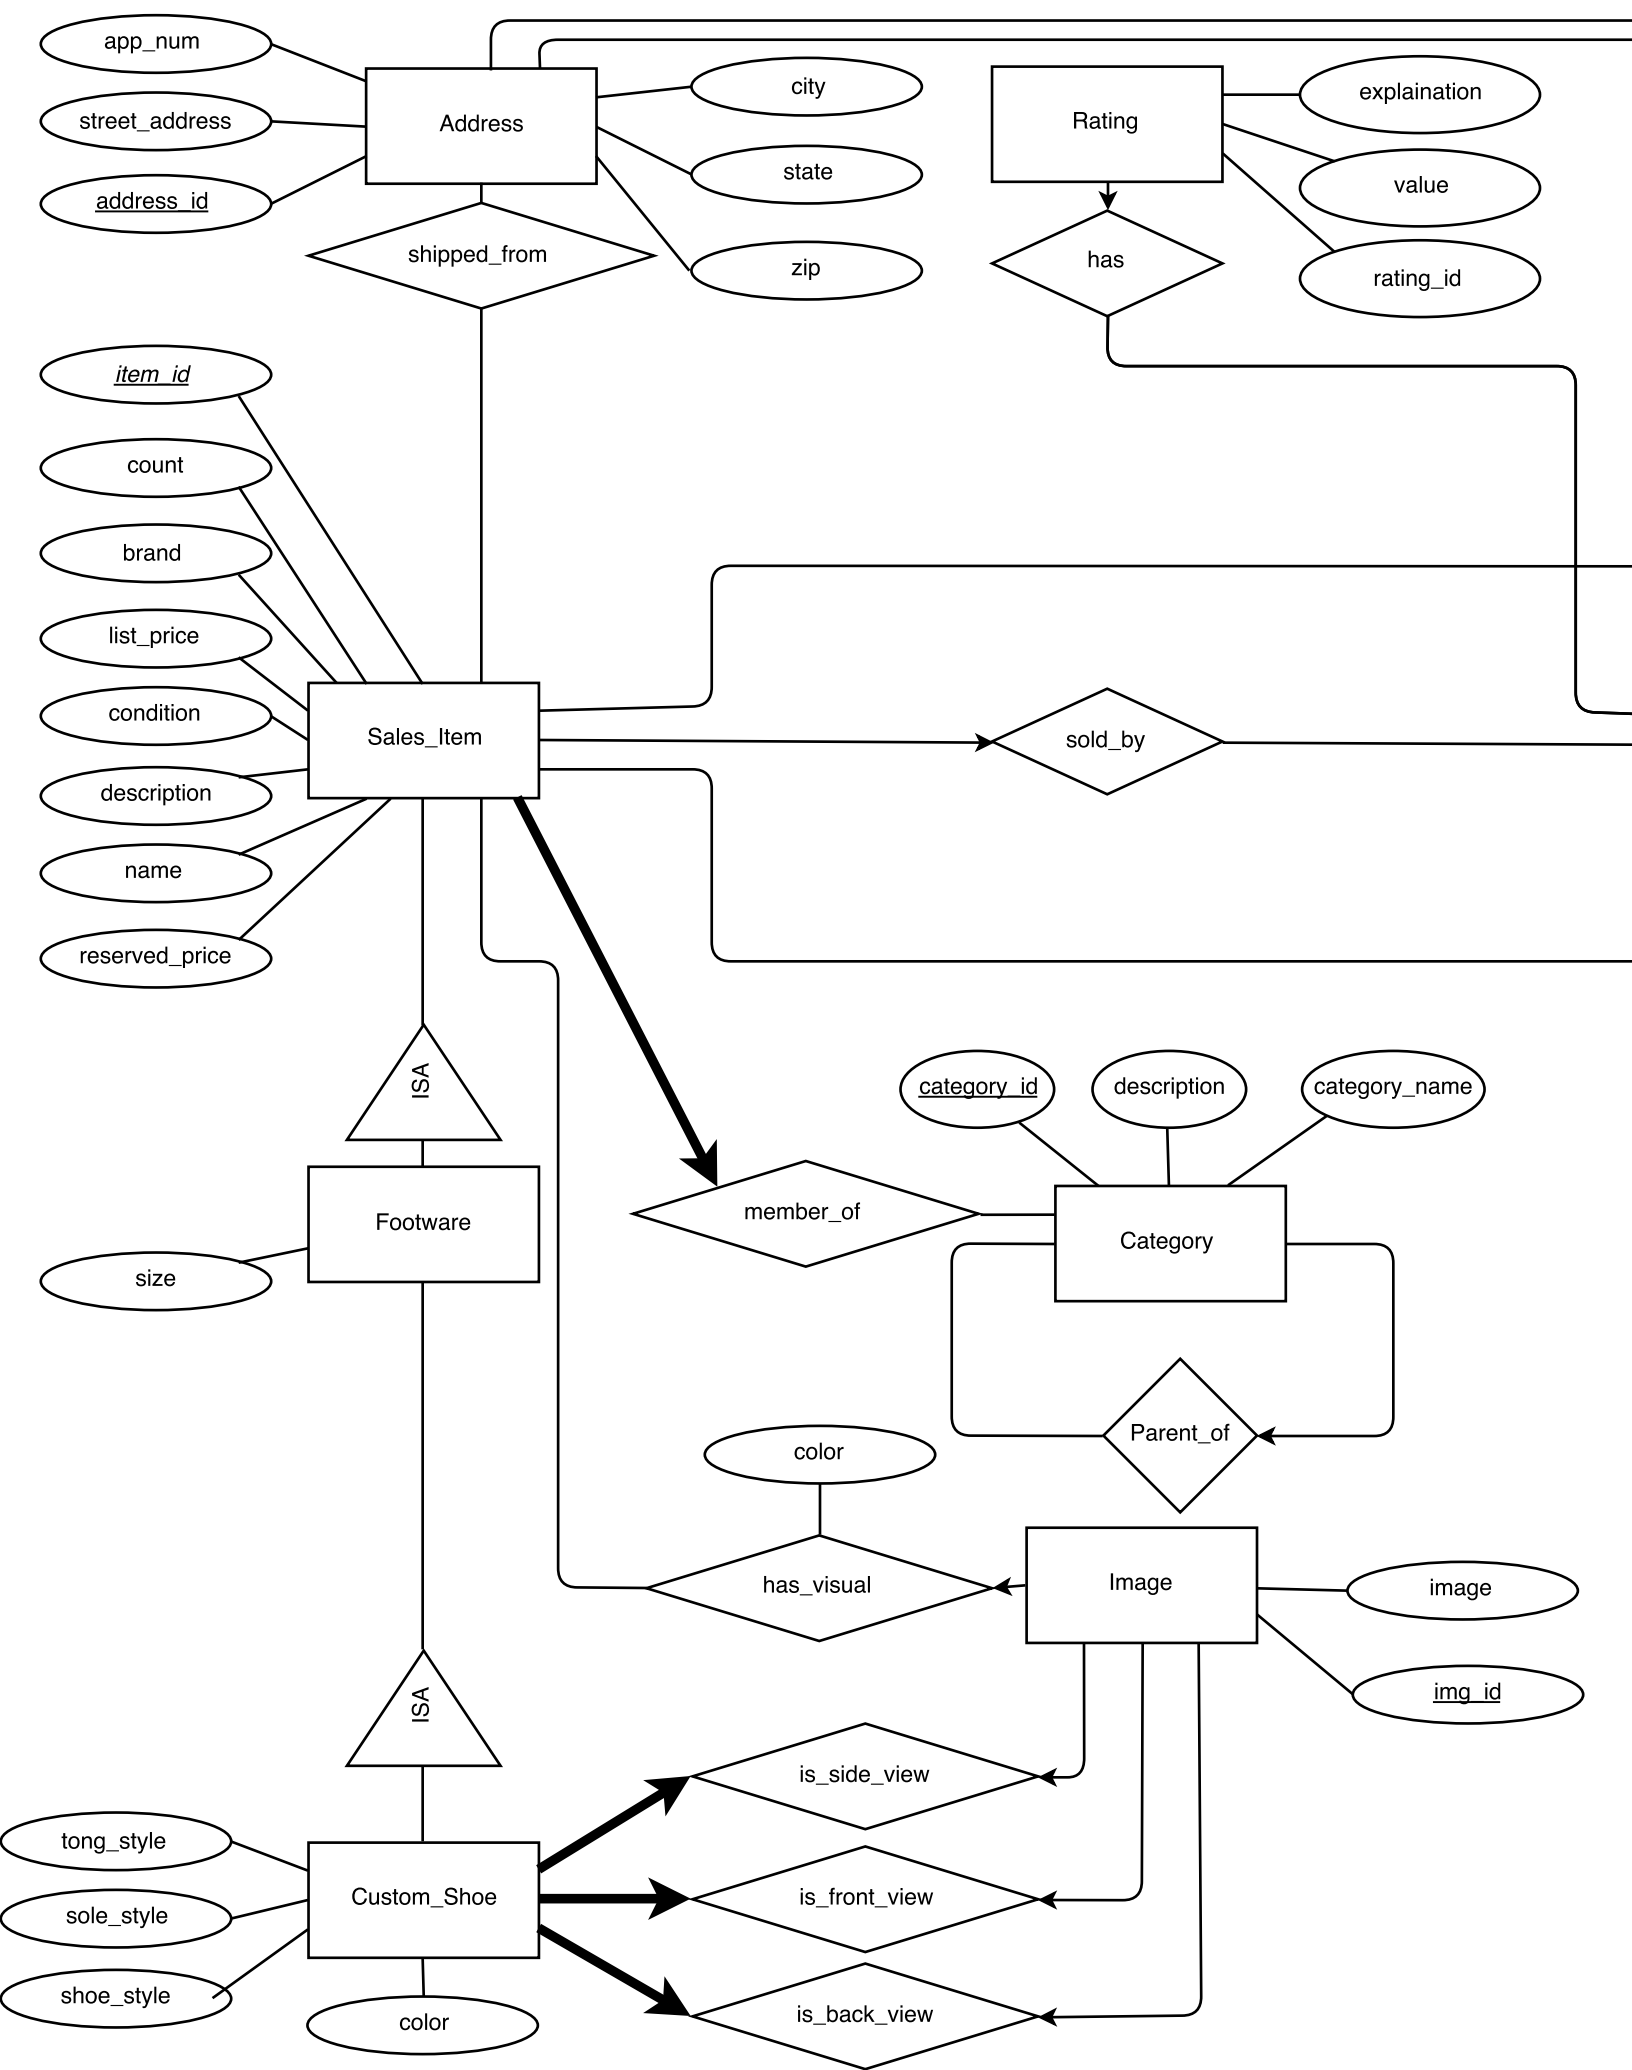 app_num
street_address
address_id
Address
city
state
zip
shipped_from
Rating
explaination
value
rating_id
has
item_id
count
brand
list_price
condition
description
name
reserved_price
Sales_Item
sold_by
ISA
Footware
size
member_of
category_id
description
category_name
Category
Parent_of
color
has_visual
Image
image
img_id
ISA
is_side_view
tong_style
sole_style
shoe_style
Custom_Shoe
color
is_front_view
is_back_view